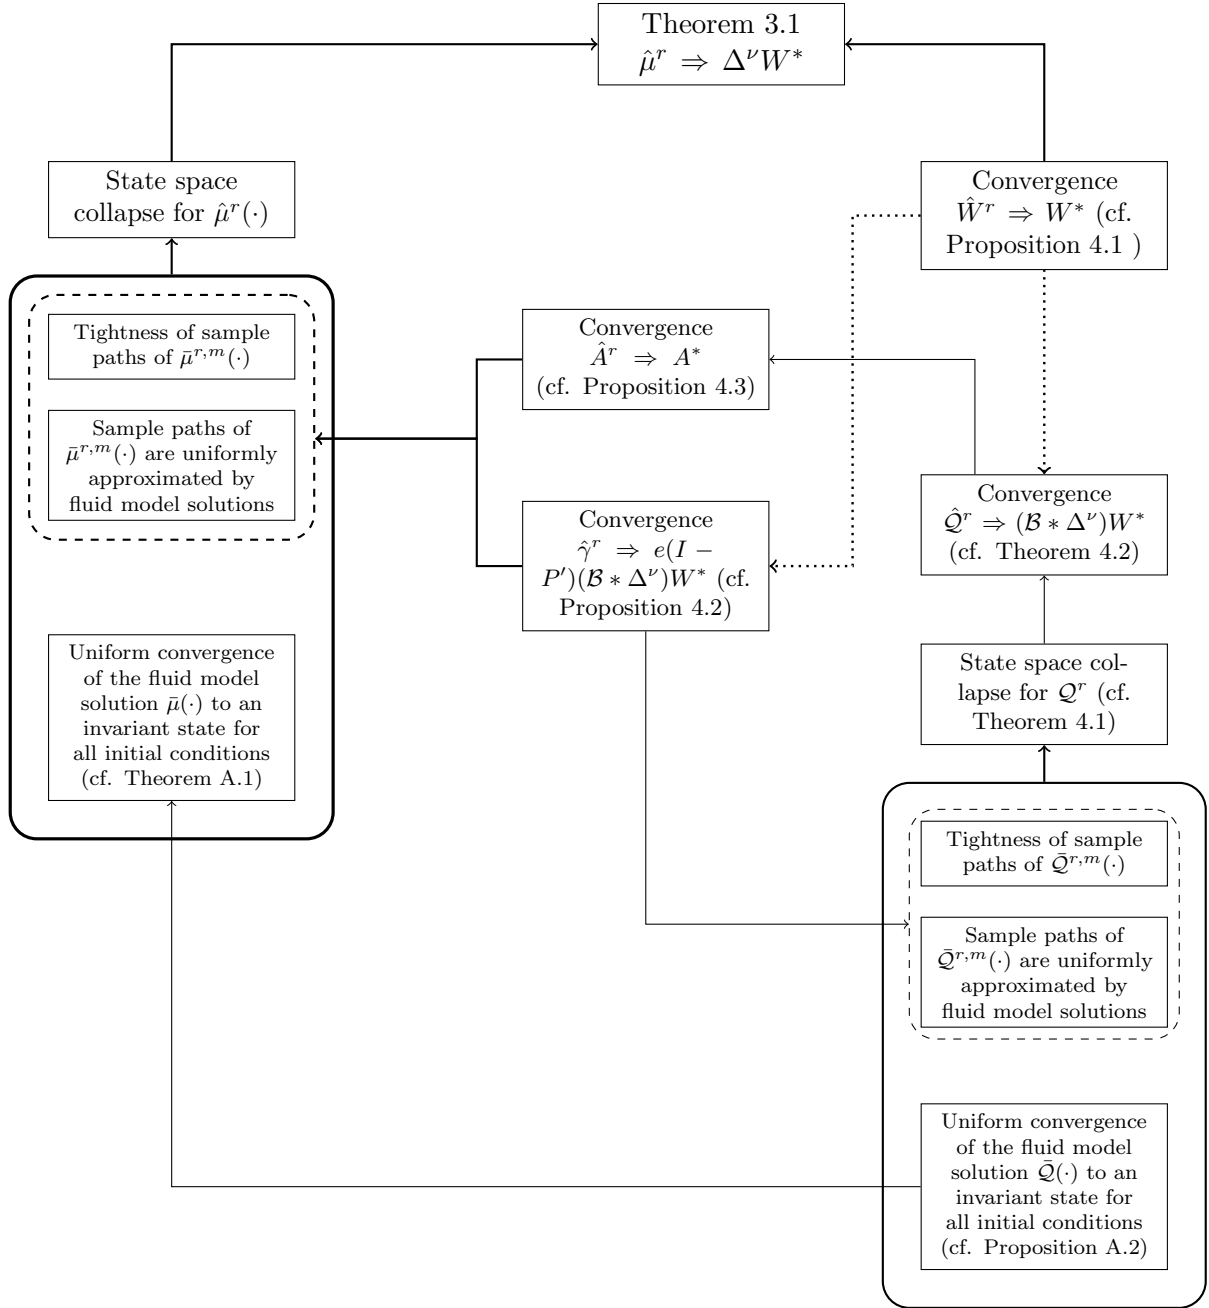 Theorem 3.1
μ̂^r ⇒ Δ^ν W*
State space
collapse for μ̂^r(·)
Convergence
Ŵ^r ⇒ W* (cf.
Proposition 4.1 )
Tightness of sample
paths of μ̄^{r,m}(·)
Sample paths of
μ̄^{r,m}(·) are uniformly
approximated by
fluid model solutions
Uniform convergence
of the fluid model
solution μ̄(·) to an
invariant state for
all initial conditions
(cf. Theorem A.1)
Convergence
Â^r ⇒ A*
(cf. Proposition 4.3)
Convergence
γ̂^r ⇒ e(I −
P′)(ℬ ∗ Δ^ν)W* (cf.
Proposition 4.2)
Convergence
𝒬̂^r ⇒ (ℬ ∗ Δ^ν)W*
(cf. Theorem 4.2)
State space col-
lapse for 𝒬^r (cf.
Theorem 4.1)
Tightness of sample
paths of 𝒬̄^{r,m}(·)
Sample paths of
𝒬̄^{r,m}(·) are uniformly
approximated by
fluid model solutions
Uniform convergence
of the fluid model
solution 𝒬̄(·) to an
invariant state for
all initial conditions
(cf. Proposition A.2)